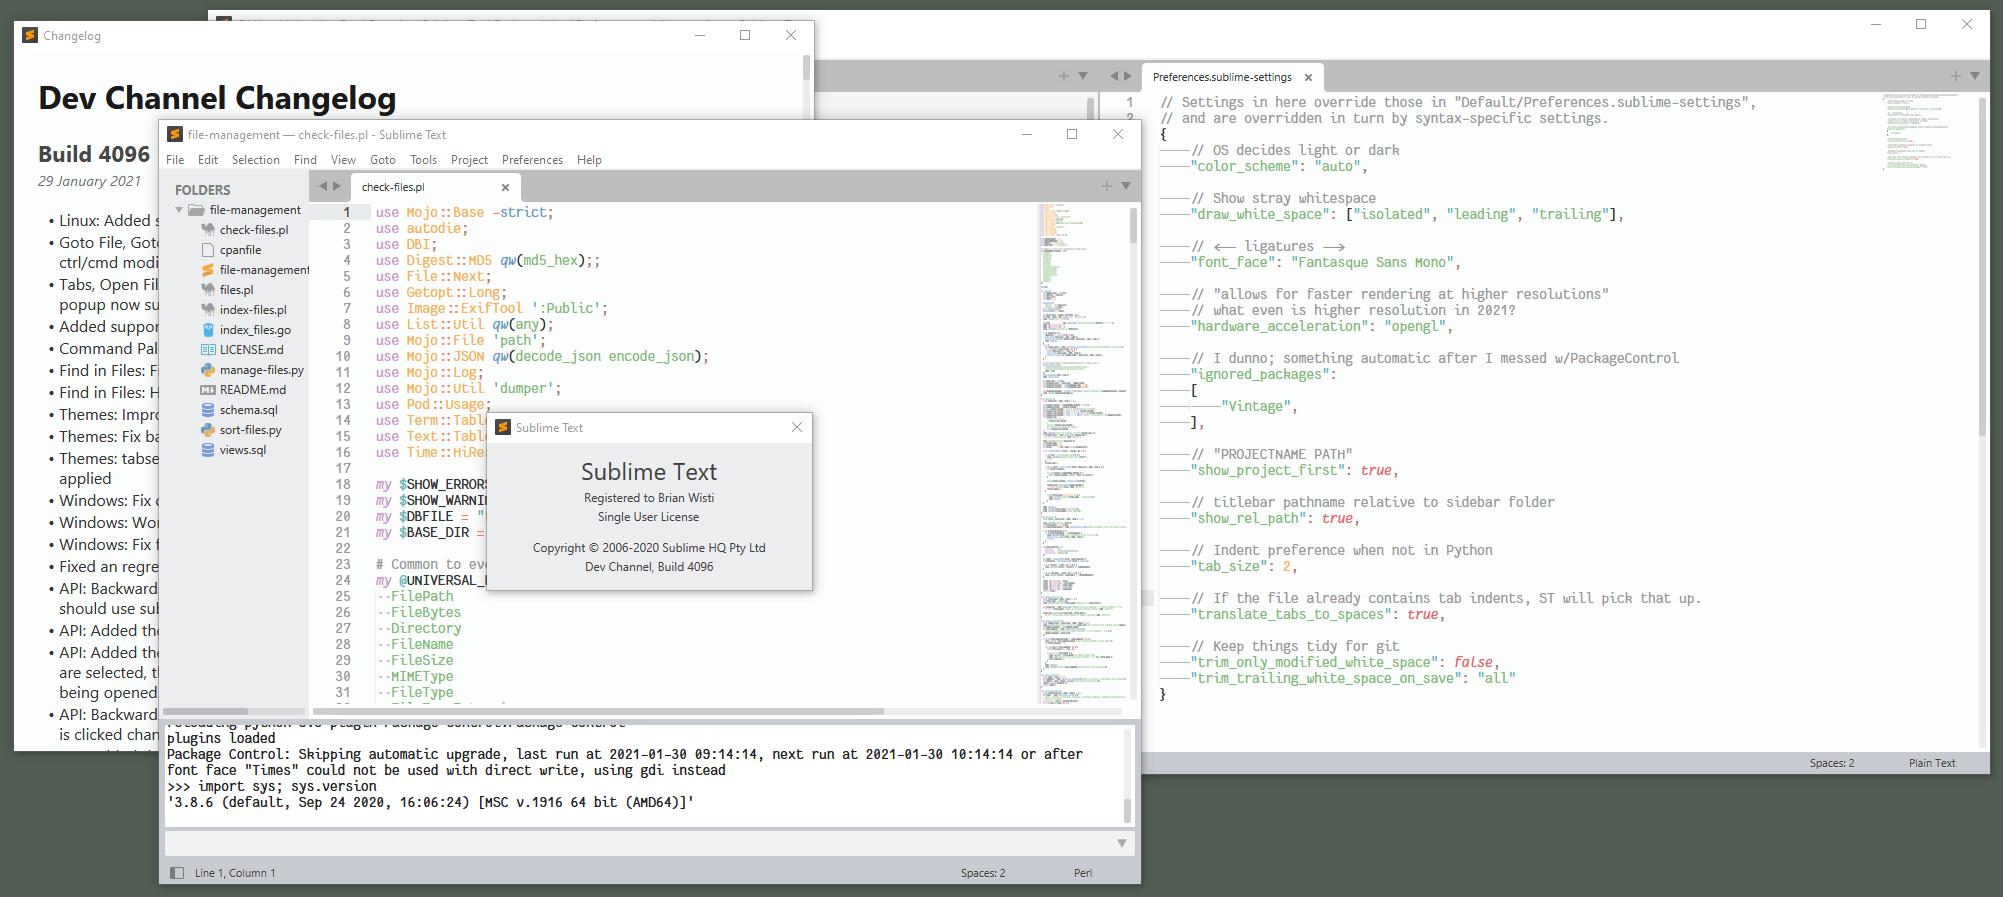 Changelog
Dev Channel Changelog
Build 4096
29 January 2021
• Linux: Added
• Goto File,
ctrl/cmd
• Tabs, Open
popup now
• Added
• Command
• Find in Files:
• Find in Files:
• Themes:
• Themes: Fix
• Themes:
applied
• Windows: Fix
• Windows:
• Windows: Fix
• Fixed an
• API:
should use
• API: Added
• API: Added
are selected,
being opened
• API:
is clicked
file-management — check-files.pl - Sublime Text
File Edit Selection Find View Goto Tools Project Preferences Help
FOLDERS
file-management
check-files.pl
cpanfile
file-management
files.pl
index-files.pl
index_files.go
LICENSE.md
manage-files.py
README.md
schema.sql
sort-files.py
views.sql
check-files.pl
1 use Mojo::Base -strict;
2 use autodie;
3 use DBI;
4 use Digest::MD5 qw(md5_hex);;
5 use File::Next;
6 use Getopt::Long;
7 use Image::ExifTool ':Public';
8 use List::Util qw(any);
9 use Mojo::File 'path';
10 use Mojo::JSON qw(decode_json encode_json);
11 use Mojo::Log;
12 use Mojo::Util 'dumper';
13 use Pod::Usage;
14 use Term::Tabl
15 use Text::Tabl
16 use Time::HiRe
17
18 my $SHOW_ERRORS
19 my $SHOW_WARNIN
20 my $DBFILE = "
21 my $BASE_DIR =
22
23 # Common to
24 my @UNIVERSAL_
25 ··FilePath
26 ··FileBytes
27 ··Directory
28 ··FileName
29 ··FileSize
30 ··MIMEType
31 ··FileType
Sublime Text
Sublime Text
Registered to Brian Wisti
Single User License
Copyright © 2006-2020 Sublime HQ Pty Ltd
Dev Channel, Build 4096
plugins loaded
Package Control: Skipping automatic upgrade, last run at 2021-01-30 09:14:14, next run at 2021-01-30 10:14:14 or after
font face "Times" could not be used with direct write, using gdi instead
>>> import sys; sys.version
'3.8.6 (default, Sep 24 2020, 16:06:24) [MSC v.1916 64 bit (AMD64)]'
Line 1, Column 1 Spaces: 2 Perl
Preferences.sublime-settings
1 // Settings in here override those in "Default/Preferences.sublime-settings",
2 // and are overridden in turn by syntax-specific settings.
{
// OS decides light or dark
"color_scheme": "auto",
// Show stray whitespace
"draw_white_space": ["isolated", "leading", "trailing"],
// <-- ligatures -->
"font_face": "Fantasque Sans Mono",
// "allows for faster rendering at higher resolutions"
// what even is higher resolution in 2021?
"hardware_acceleration": "opengl",
// I dunno; something automatic after I messed w/PackageControl
"ignored_packages":
[
"Vintage",
],
// "PROJECTNAME PATH"
"show_project_first": true,
// titlebar pathname relative to sidebar folder
"show_rel_path": true,
// Indent preference when not in Python
"tab_size": 2,
// If the file already contains tab indents, ST will pick that up.
"translate_tabs_to_spaces": true,
// Keep things tidy for git
"trim_only_modified_white_space": false,
"trim_trailing_white_space_on_save": "all"
}
Spaces: 2 Plain Text